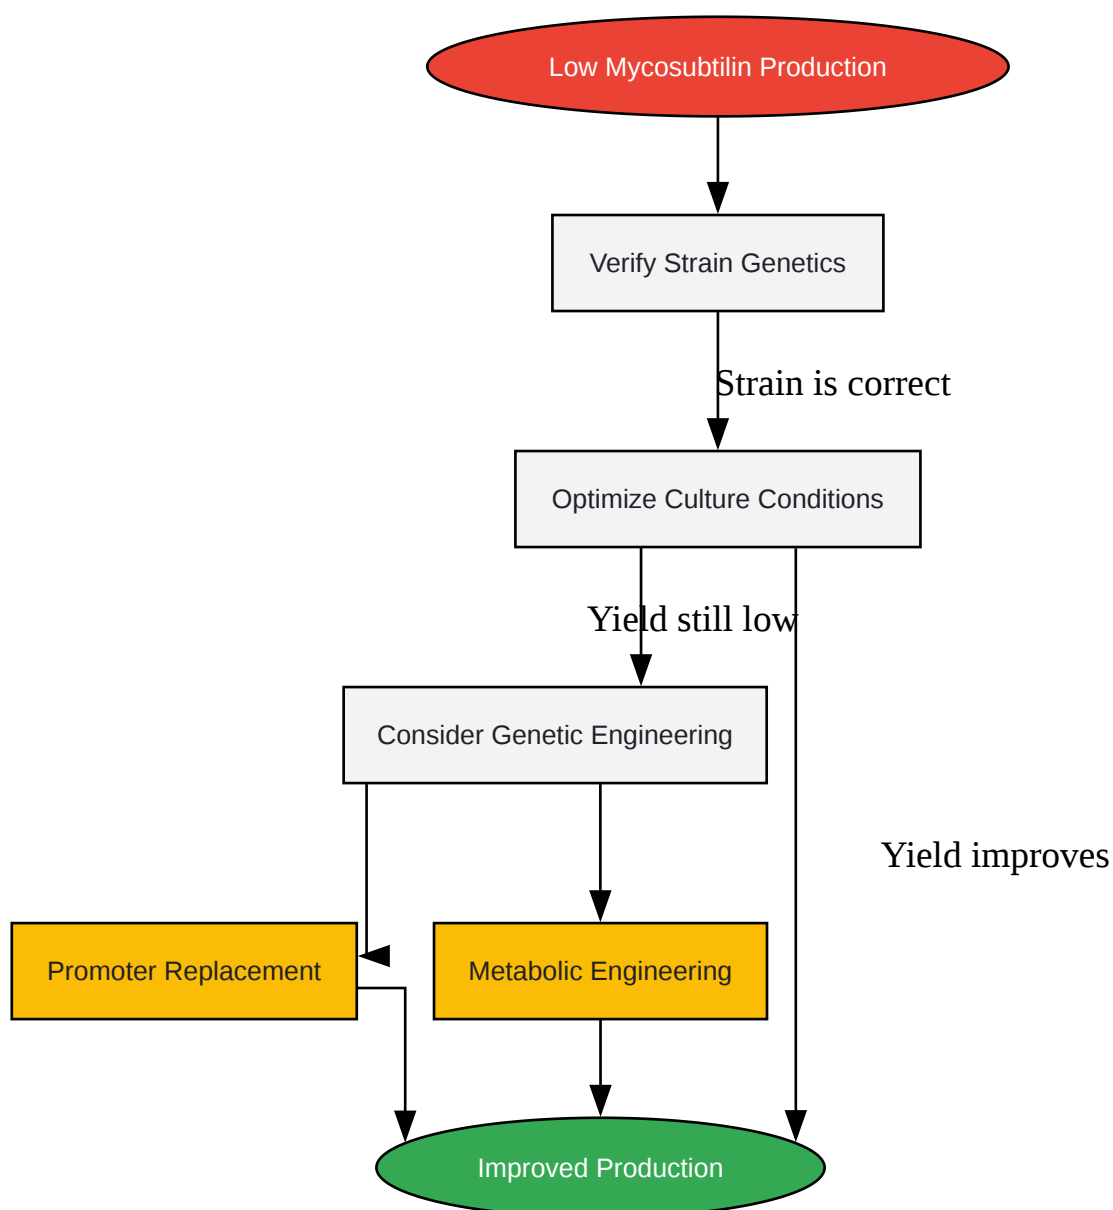 Low Mycosubtilin Production
Verify Strain Genetics
Strain is correct
Optimize Culture Conditions
Yield still low
Consider Genetic Engineering
Yield improves
Promoter Replacement
Metabolic Engineering
Improved Production